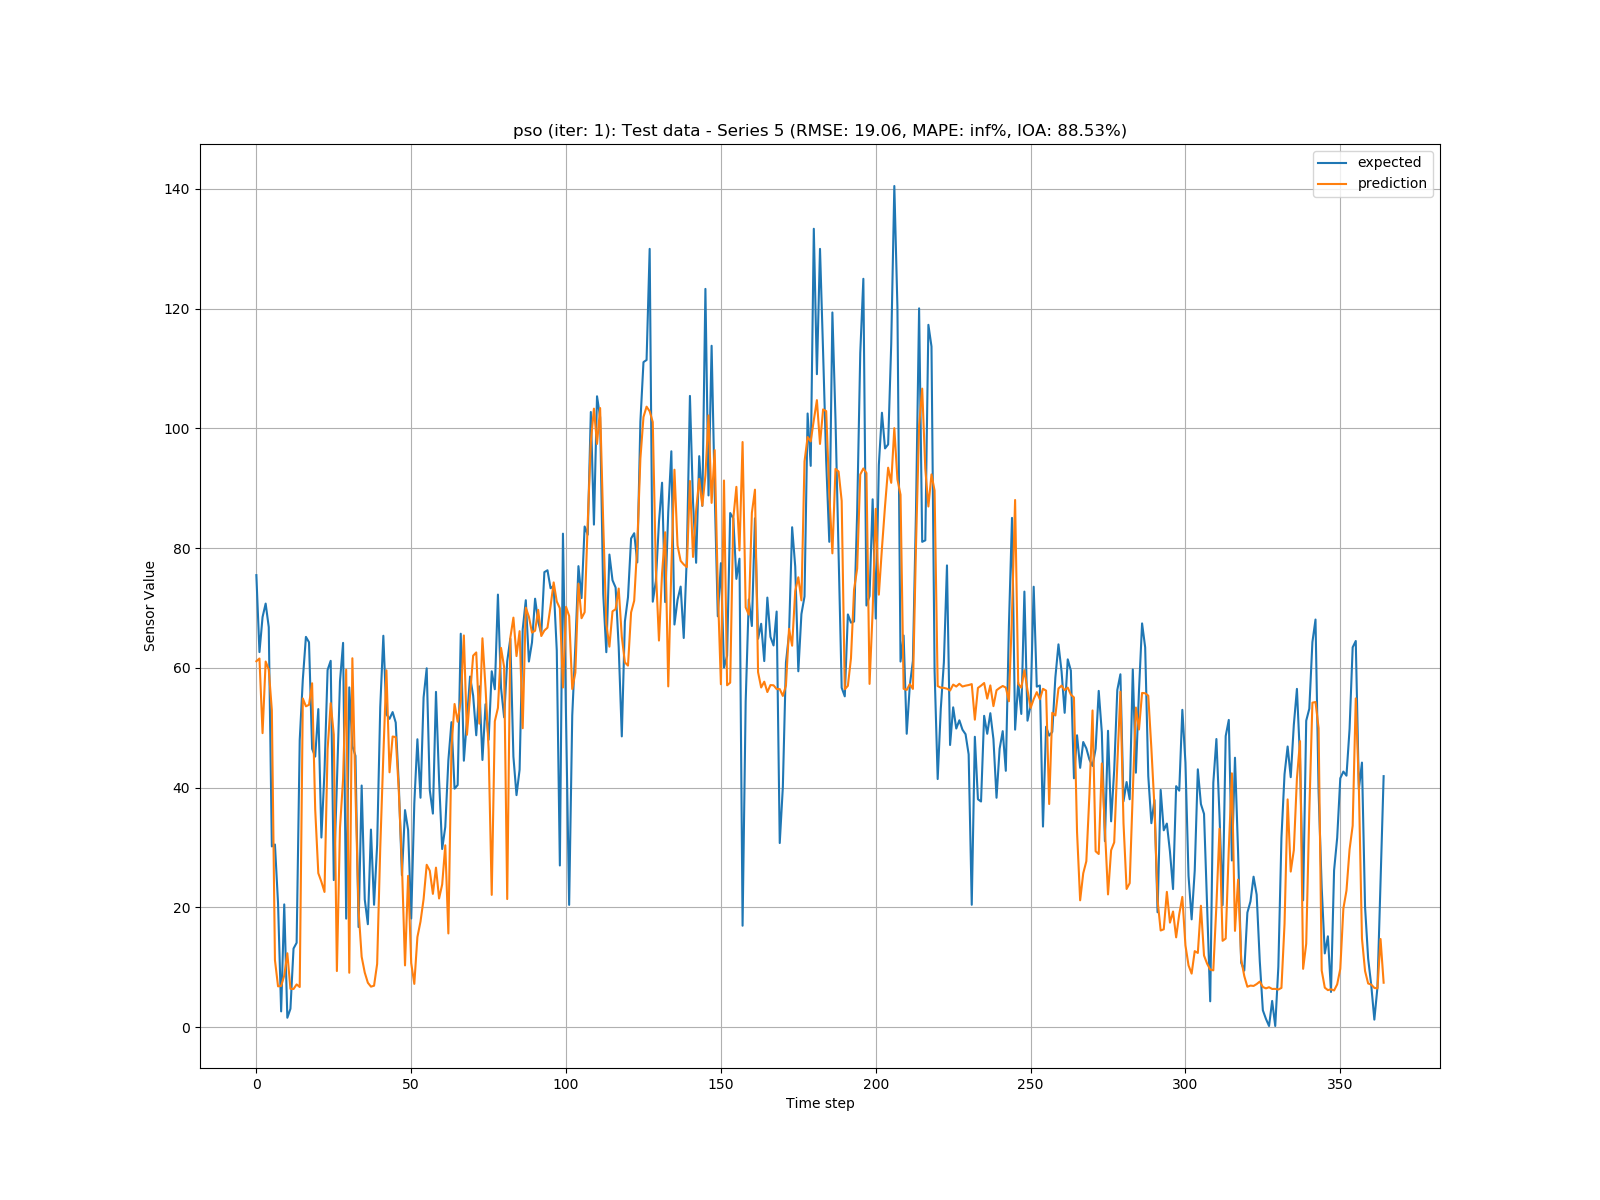 pso (iter: 1): Test data - Series 5 (RMSE: 19.06, MAPE: inf%, IOA: 88.53%)
expected
prediction
140
120
100
80
60
40
20
0
Sensor Value
0 50 100 150 200 250 300 350
Time step